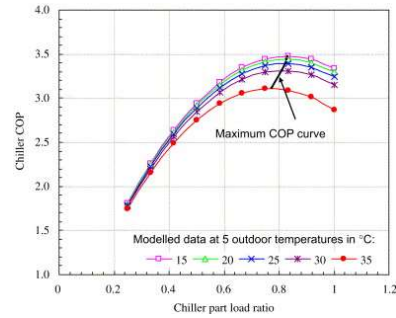 4.0
3.5
3.0
2.5
2.0
1.5
1.0
Chiller COP
Maximum COP curve
Modelled data at 5 outdoor temperatures in °C:
15 20 25 30 35
0 0.2 0.4 0.6 0.8 1 1.2
Chiller part load ratio